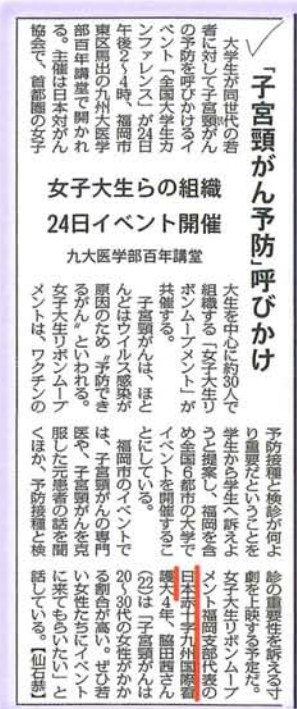 「子宮頸がん予防」呼びかけ
女子大生らの組織
24日イベント開催
九大医学部百年講堂
大学生が同世代の若
者に対して子宮頸がん
の予防を呼びかけるイ
ベント「全国大学生カ
ンファレンス」が24日
午後2〜4時、福岡市
東区馬出の九州大医学
部百年講堂で開かれ
る。主催は日本対がん
協会で、首都圏の女子
大生を中心に約30人で
組織する「女子大生リ
ボンムーブメント」が
共催する。
子宮頸がんは、ほと
んどはウイルス感染が
原因のため〝予防でき
るがん〟といわれる。
女子大生リボンムーブ
メントは、ワクチンの
予防接種と検診が何よ
り重要だということを
学生から学生へ訴えよ
うと提案し、福岡を含
め全国6都市の大学で
イベントを開催するこ
とにしている。
福岡市のイベントで
は、子宮頸がんの専門
医や、子宮頸がんを克
服した元患者の話を聞
くほか、予防接種と検
診の重要性を訴える寸
劇を上映する予定だ。
女子大生リボンムーブ
メント福岡支部代表の
日本赤十字九州国際看
護大4年、脇田茜さん
(22)は「子宮頸がんは
20〜30代の女性がかか
る割合が高い。ぜひ若
い女性たちにイベント
に来てもらいたい」と
話している。【仙石恭】